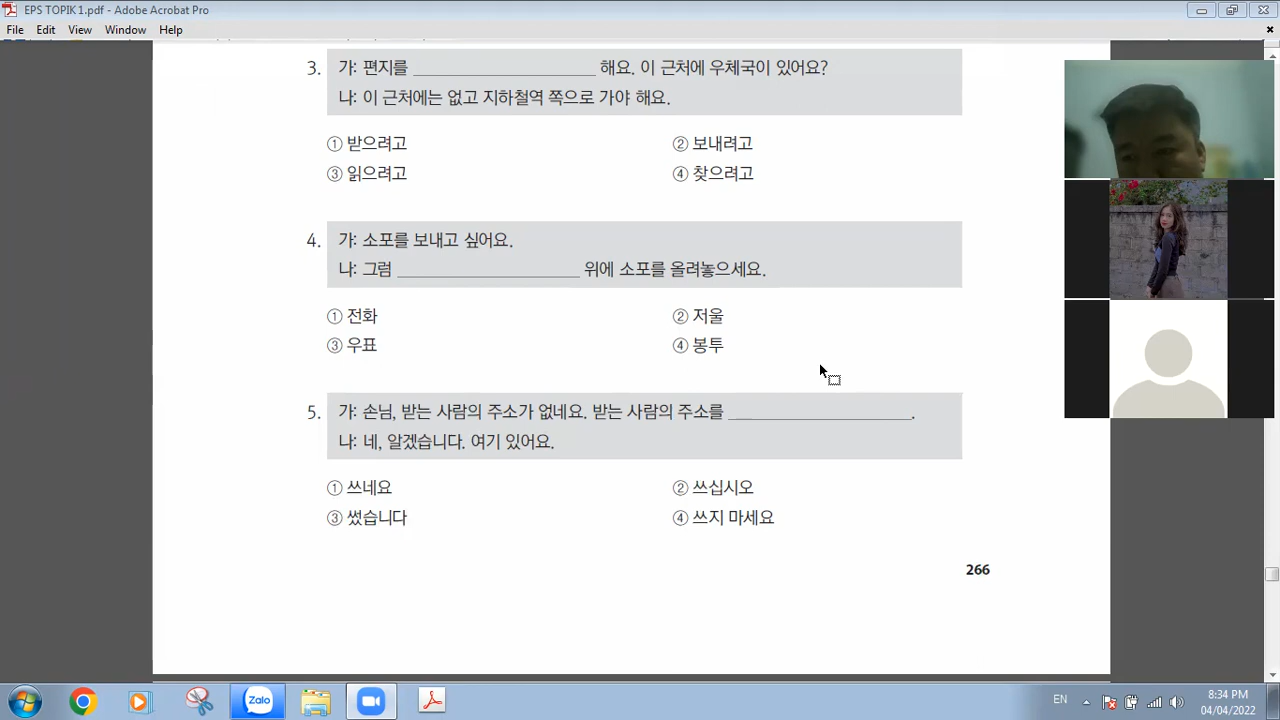 EPS TOPIK 1.pdf - Adobe Acrobat Pro
File Edit View Window Help
3. 가: 편지를 ____________________ 해요. 이 근처에 우체국이 있어요?
나: 이 근처에는 없고 지하철역 쪽으로 가야 해요.
① 받으려고 ② 보내려고
③ 읽으려고 ④ 찾으려고
4. 가: 소포를 보내고 싶어요.
나: 그럼 ____________________ 위에 소포를 올려놓으세요.
① 전화 ② 저울
③ 우표 ④ 봉투
5. 가: 손님, 받는 사람의 주소가 없네요. 받는 사람의 주소를 ____________________.
나: 네, 알겠습니다. 여기 있어요.
① 쓰네요 ② 쓰십시오
③ 썼습니다 ④ 쓰지 마세요
266
Zalo
EN 8:34 PM
04/04/2022